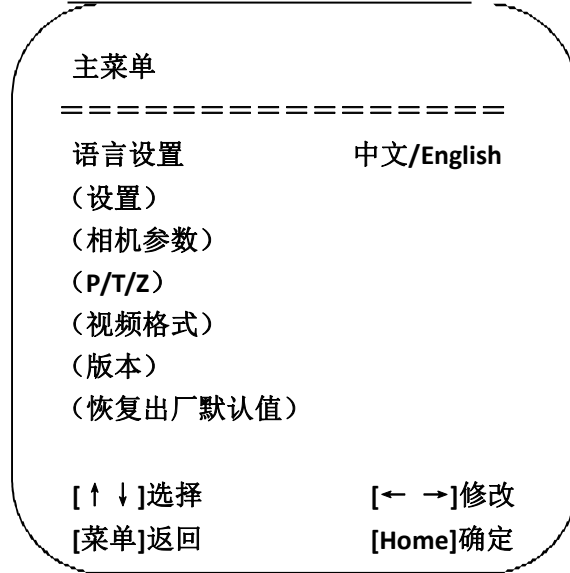 主菜单
================
语言设置 中文/English
（设置）
（相机参数）
（P/T/Z）
（视频格式）
（版本）
（恢复出厂默认值）
[↑↓]选择 [← →]修改
[菜单]返回 [Home]确定